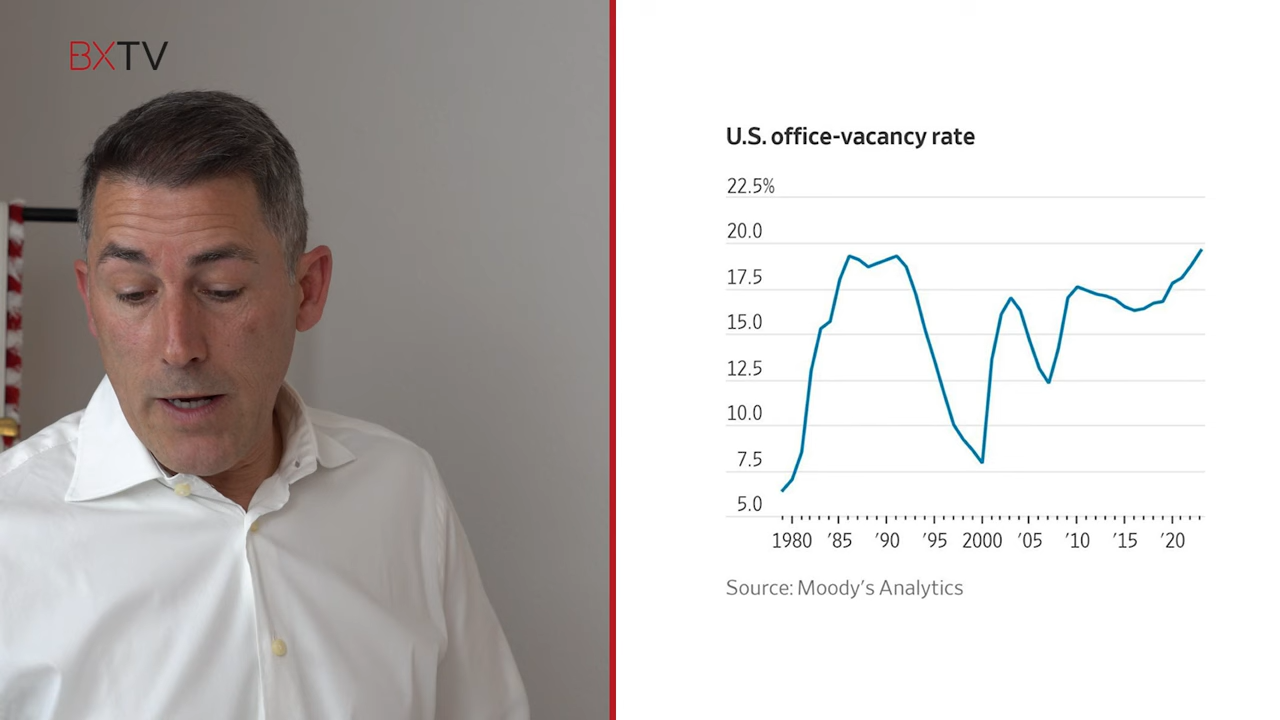 BXTV
U.S. office-vacancy rate
22.5%
20.0
17.5
15.0
12.5
10.0
7.5
5.0
1980 ’85 ’90 ’95 2000 ’05 ’10 ’15 ’20
Source: Moody’s Analytics